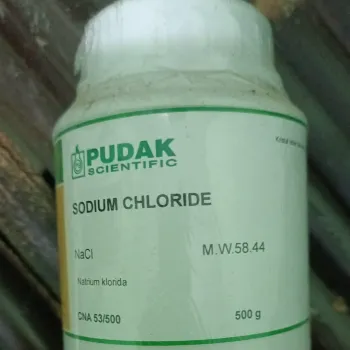 PUDAK
SCIENTIFIC
SODIUM CHLORIDE
NaCl
M.W.58.44
Natrium klorida
CNA 53/500
500 g